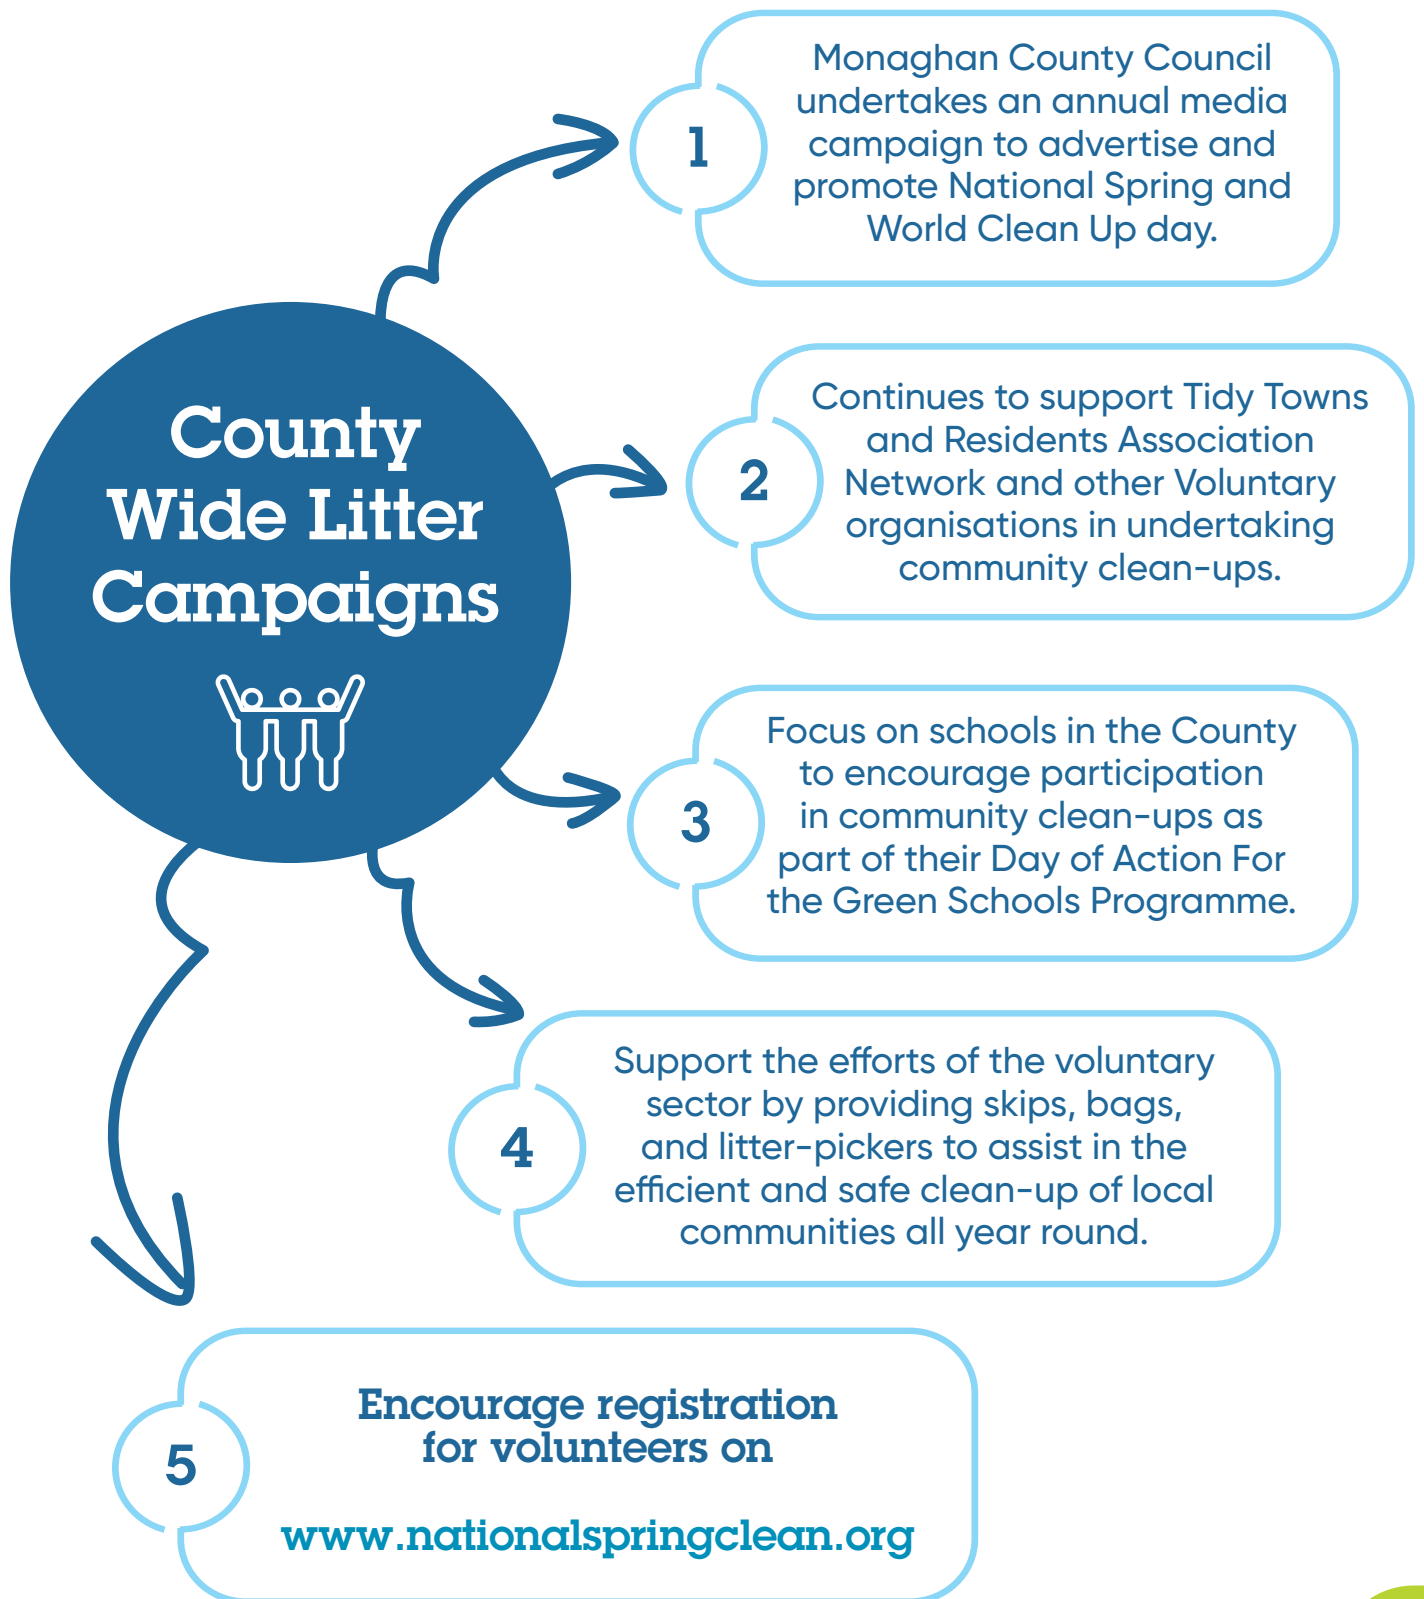 County
Wide Litter
Campaigns
1
Monaghan County Council
undertakes an annual media
campaign to advertise and
promote National Spring and
World Clean Up day.
2
Continues to support Tidy Towns
and Residents Association
Network and other Voluntary
organisations in undertaking
community clean-ups.
3
Focus on schools in the County
to encourage participation
in community clean-ups as
part of their Day of Action For
the Green Schools Programme.
4
Support the efforts of the voluntary
sector by providing skips, bags,
and litter-pickers to assist in the
efficient and safe clean-up of local
communities all year round.
5
Encourage registration
for volunteers on
www.nationalspringclean.org